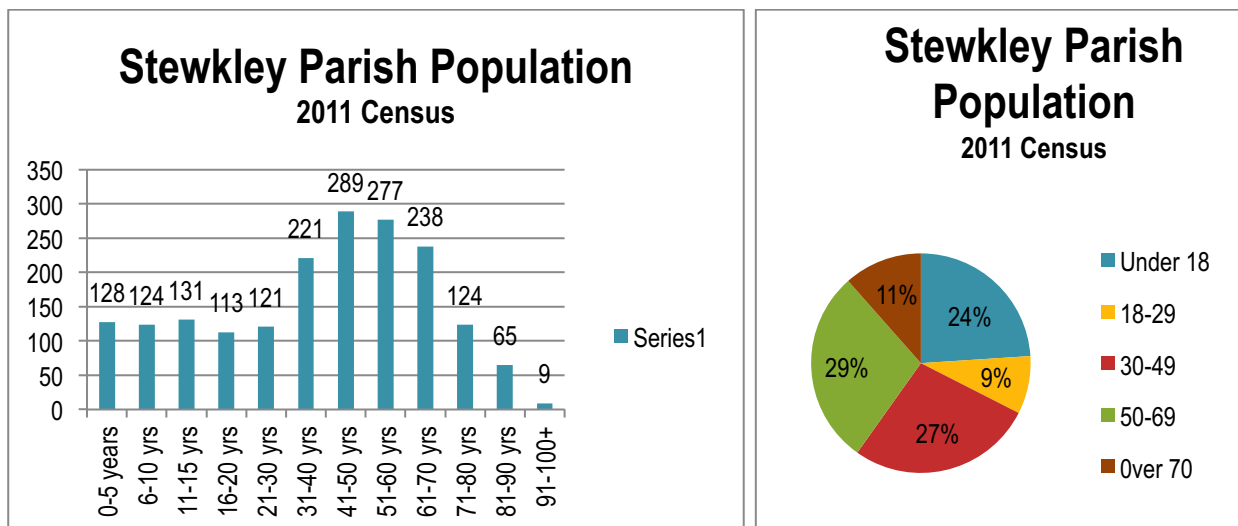 Stewkley Parish Population
2011 Census
350
300
250
200
150
100
50
0
128
124
131
113
121
221
289
277
238
124
65
9
0-5 years
6-10 yrs
11-15 yrs
16-20 yrs
21-30 yrs
31-40 yrs
41-50 yrs
51-60 yrs
61-70 yrs
71-80 yrs
81-90 yrs
91-100+
Series1
Stewkley Parish
Population
2011 Census
24%
9%
27%
29%
11%
Under 18
18-29
30-49
50-69
0ver 70